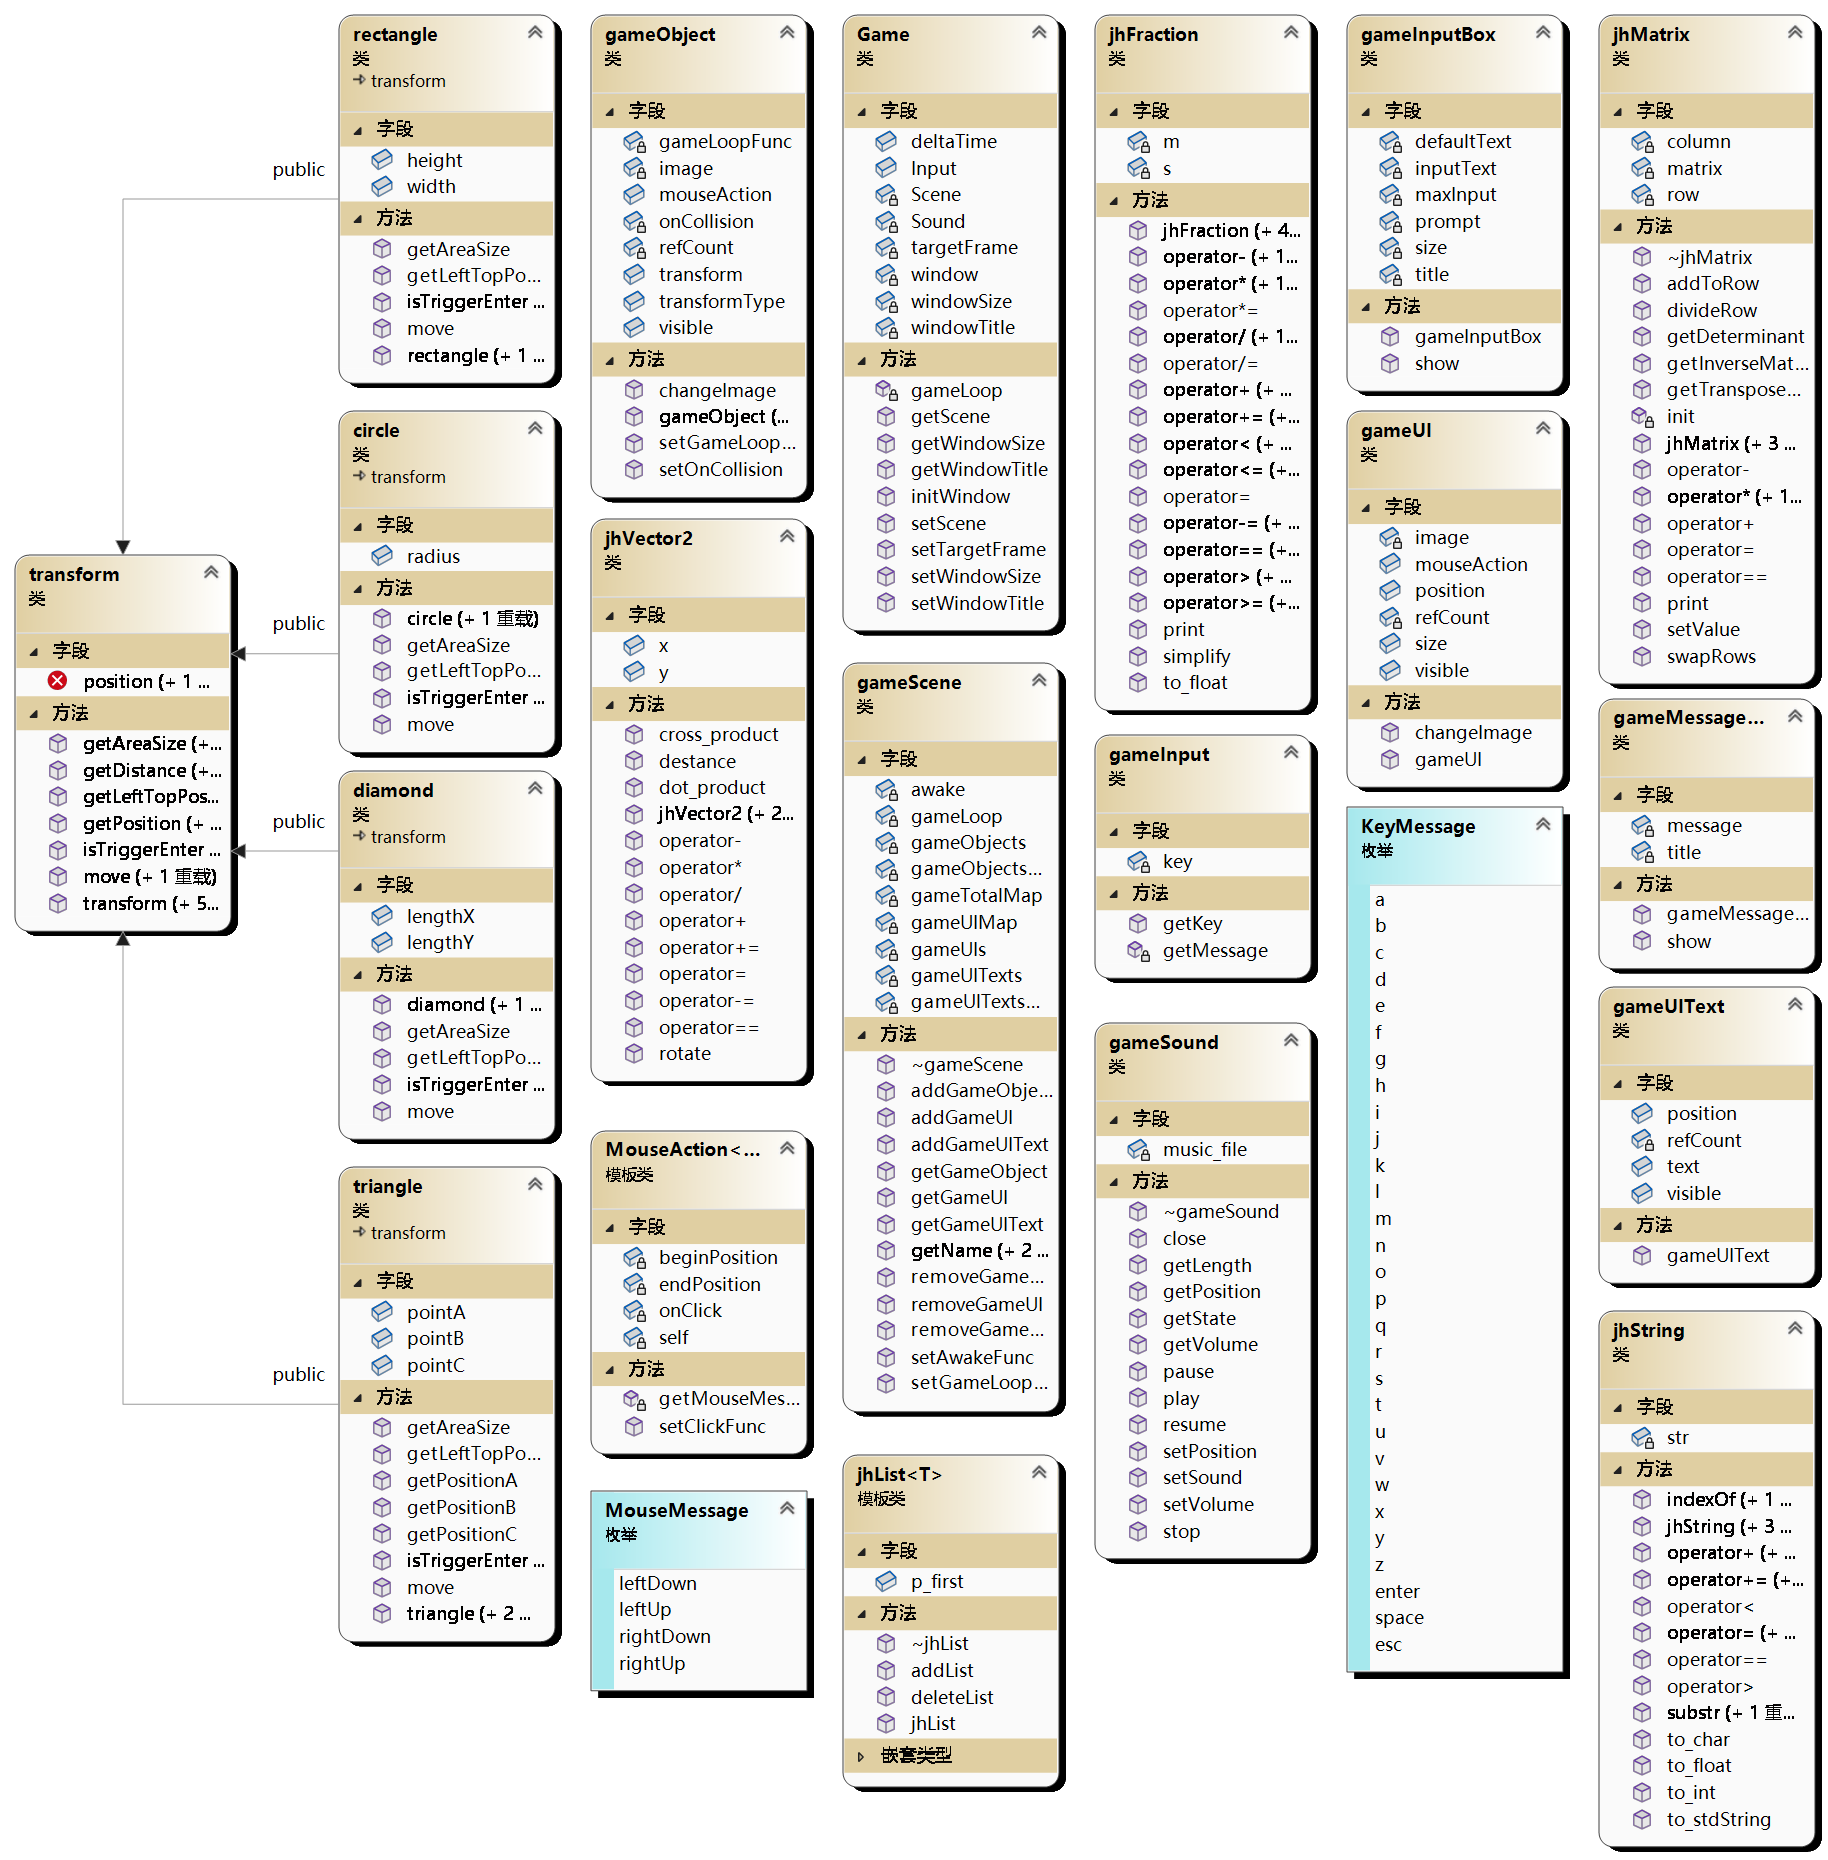 rectangle
类
transform
字段
height
width
方法
getAreaSize
getLeftTopPo...
isTriggerEnter ...
move
rectangle (+ 1 ...
public
circle
类
transform
字段
radius
方法
circle (+ 1 重载)
getAreaSize
getLeftTopPo...
isTriggerEnter ...
move
public
transform
类
字段
position (+ 1 ...
方法
getAreaSize (+...
getDistance (+...
getLeftTopPos...
getPosition (+ ...
isTriggerEnter ...
move (+ 1 重载)
transform (+ 5...
diamond
类
transform
字段
lengthX
lengthY
方法
diamond (+ 1 ...
getAreaSize
getLeftTopPo...
isTriggerEnter ...
move
public
triangle
类
transform
字段
pointA
pointB
pointC
方法
getAreaSize
getLeftTopPo...
getPositionA
getPositionB
getPositionC
isTriggerEnter ...
move
triangle (+ 2 ...
public
gameObject
类
字段
gameLoopFunc
image
mouseAction
onCollision
refCount
transform
transformType
visible
方法
changeImage
gameObject (...
setGameLoop...
setOnCollision
jhVector2
类
字段
x
y
方法
cross_product
destance
dot_product
jhVector2 (+ 2...
operator-
operator*
operator/
operator+
operator+=
operator=
operator-=
operator==
rotate
MouseAction<...
模板类
字段
beginPosition
endPosition
onClick
self
方法
getMouseMes...
setClickFunc
MouseMessage
枚举
leftDown
leftUp
rightDown
rightUp
Game
类
字段
deltaTime
Input
Scene
Sound
targetFrame
window
windowSize
windowTitle
方法
gameLoop
getScene
getWindowSize
getWindowTitle
initWindow
setScene
setTargetFrame
setWindowSize
setWindowTitle
gameScene
类
字段
awake
gameLoop
gameObjects
gameObjects...
gameTotalMap
gameUIMap
gameUIs
gameUITexts
gameUITexts...
方法
~gameScene
addGameObje...
addGameUI
addGameUIText
getGameObject
getGameUI
getGameUIText
getName (+ 2 ...
removeGame...
removeGameUI
removeGame...
setAwakeFunc
setGameLoop...
jhList<T>
模板类
字段
p_first
方法
~jhList
addList
deleteList
jhList
嵌套类型
jhFraction
类
字段
m
s
方法
jhFraction (+ 4...
operator- (+ 1...
operator* (+ 1...
operator*=
operator/ (+ 1...
operator/=
operator+ (+ ...
operator+= (+...
operator< (+ ...
operator<= (+...
operator=
operator-= (+ ...
operator== (+...
operator> (+ ...
operator>= (+...
print
simplify
to_float
gameInput
类
字段
key
方法
getKey
getMessage
gameSound
类
字段
music_file
方法
~gameSound
close
getLength
getPosition
getState
getVolume
pause
play
resume
setPosition
setSound
setVolume
stop
gameInputBox
类
字段
defaultText
inputText
maxInput
prompt
size
title
方法
gameInputBox
show
gameUI
类
字段
image
mouseAction
position
refCount
size
visible
方法
changeImage
gameUI
KeyMessage
枚举
a
b
c
d
e
f
g
h
i
j
k
l
m
n
o
p
q
r
s
t
u
v
w
x
y
z
enter
space
esc
jhMatrix
类
字段
column
matrix
row
方法
~jhMatrix
addToRow
divideRow
getDeterminant
getInverseMat...
getTranspose...
init
jhMatrix (+ 3 ...
operator-
operator* (+ 1...
operator+
operator=
operator==
print
setValue
swapRows
gameMessage...
类
字段
message
title
方法
gameMessage...
show
gameUIText
类
字段
position
refCount
text
visible
方法
gameUIText
jhString
类
字段
str
方法
indexOf (+ 1 ...
jhString (+ 3 ...
operator+ (+ ...
operator+= (+...
operator<
operator= (+ ...
operator==
operator>
substr (+ 1 重...
to_char
to_float
to_int
to_stdString